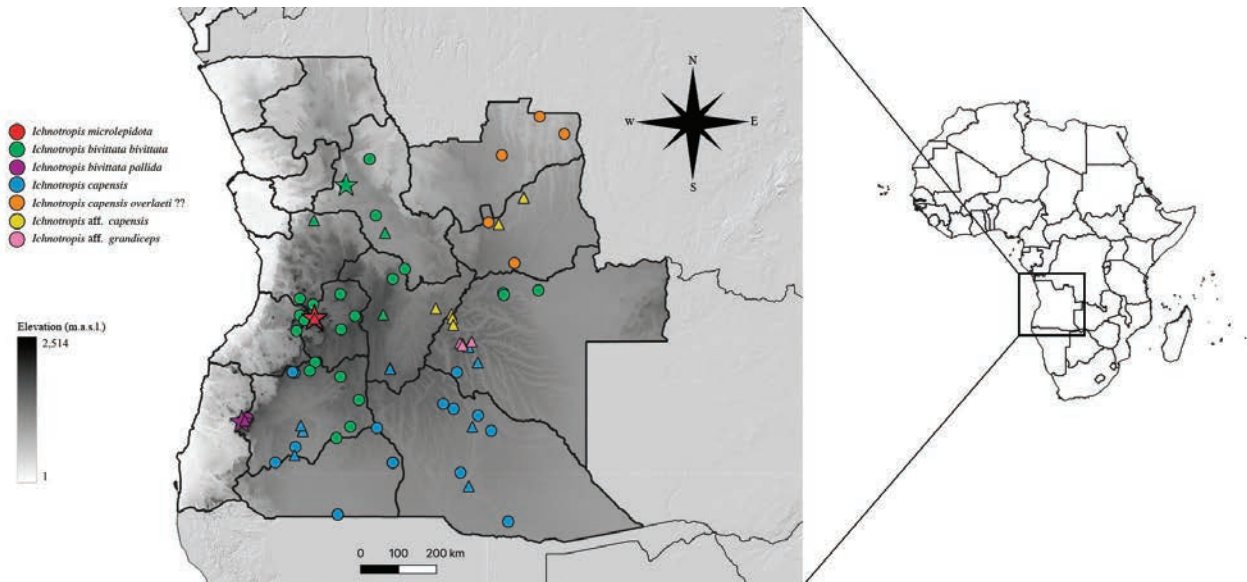 Ichnotropis microlepidota
Ichnotropis bivittata bivittata
Ichnotropis bivittata pallida
Ichnotropis capensis
Ichnotropis capensis overlaeti ??
Ichnotropis aff. capensis
Ichnotropis aff. grandiceps
Elevation (m.a.s.l.)
2,514
1
N
W
E
S
0 100 200 km